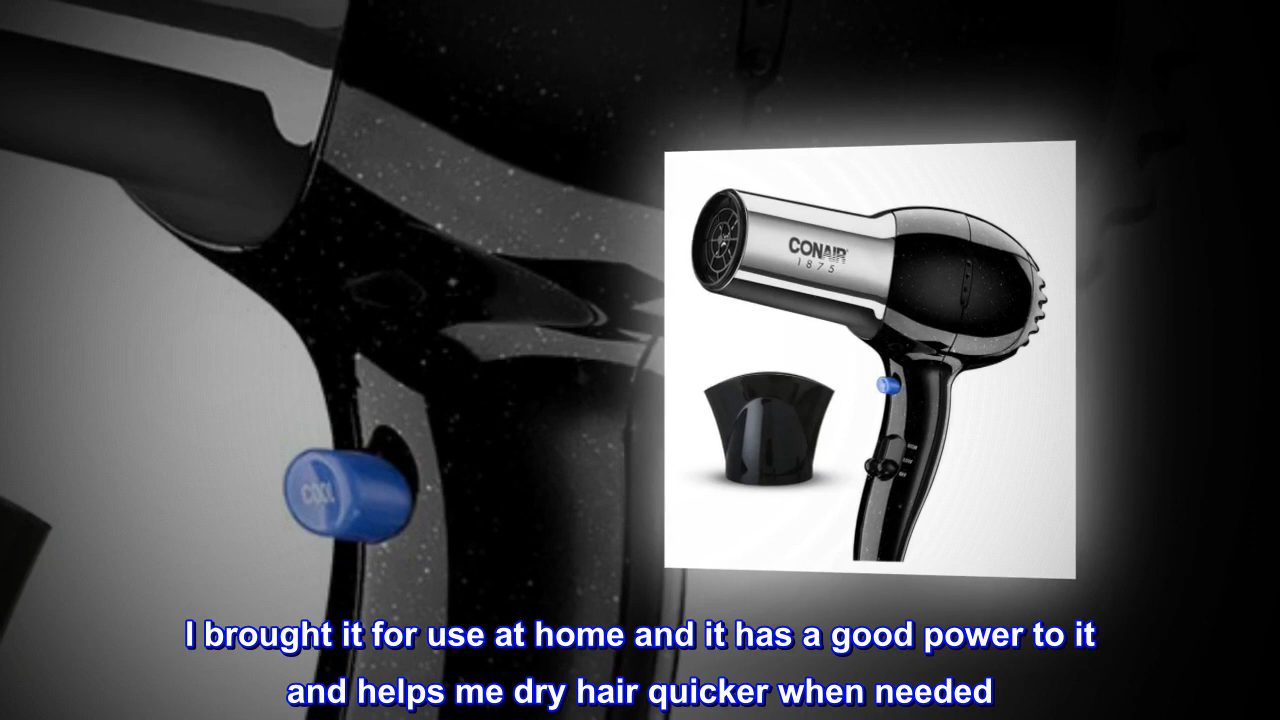 CONAIR
1875
COOL
I brought it for use at home and it has a good power to it
and helps me dry hair quicker when needed